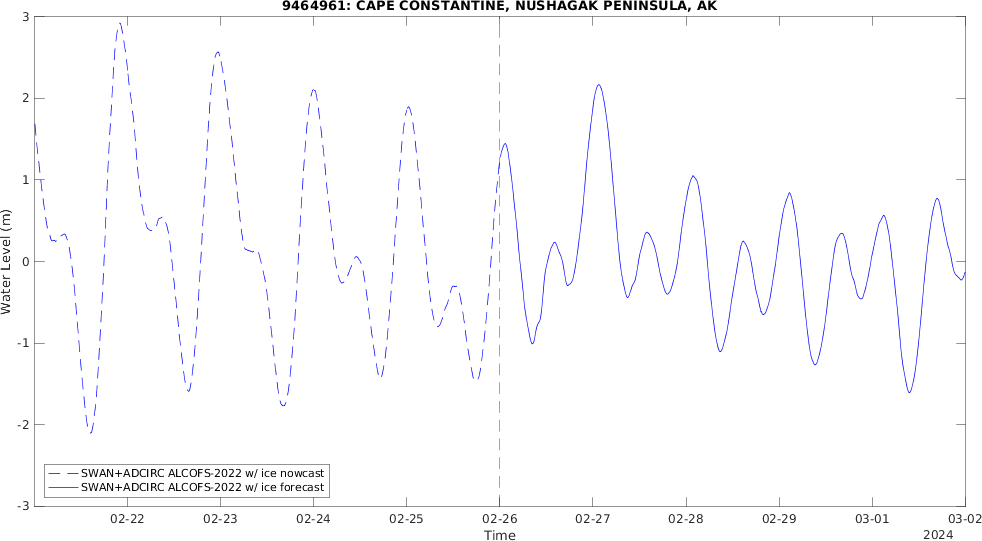 9464961: CAPE CONSTANTINE, NUSHAGAK PENINSULA, AK
Water Level (m)
3
2
1
0
-1
-2
-3
SWAN+ADCIRC ALCOFS-2022 w/ ice nowcast
SWAN+ADCIRC ALCOFS-2022 w/ ice forecast
02-22 02-23 02-24 02-25 02-26 02-27 02-28 02-29 03-01 03-02
Time
2024